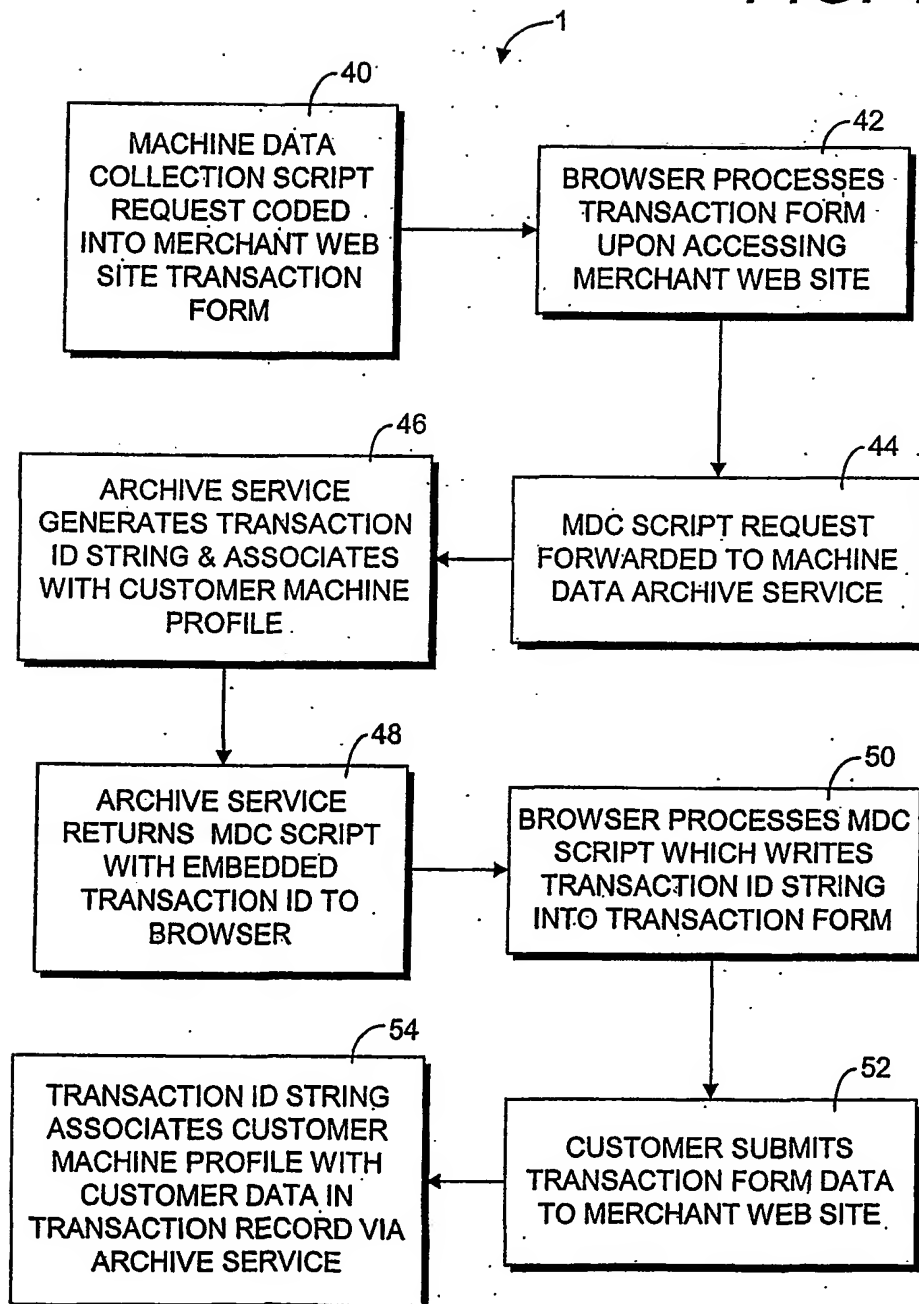 1
40
MACHINE DATA
COLLECTION SCRIPT
REQUEST CODED
INTO MERCHANT WEB
SITE TRANSACTION
FORM
42
BROWSER PROCESSES
TRANSACTION FORM
UPON ACCESSING
MERCHANT WEB SITE
44
MDC SCRIPT REQUEST
FORWARDED TO MACHINE
DATA ARCHIVE SERVICE
46
ARCHIVE SERVICE
GENERATES TRANSACTION
ID STRING & ASSOCIATES
WITH CUSTOMER MACHINE
PROFILE
48
ARCHIVE SERVICE
RETURNS MDC SCRIPT
WITH EMBEDDED
TRANSACTION ID TO
BROWSER
50
BROWSER PROCESSES MDC
SCRIPT WHICH WRITES
TRANSACTION ID STRING
INTO TRANSACTION FORM
52
CUSTOMER SUBMITS
TRANSACTION FORM DATA
TO MERCHANT WEB SITE
54
TRANSACTION ID STRING
ASSOCIATES CUSTOMER
MACHINE PROFILE WITH
CUSTOMER DATA IN
TRANSACTION RECORD VIA
ARCHIVE SERVICE